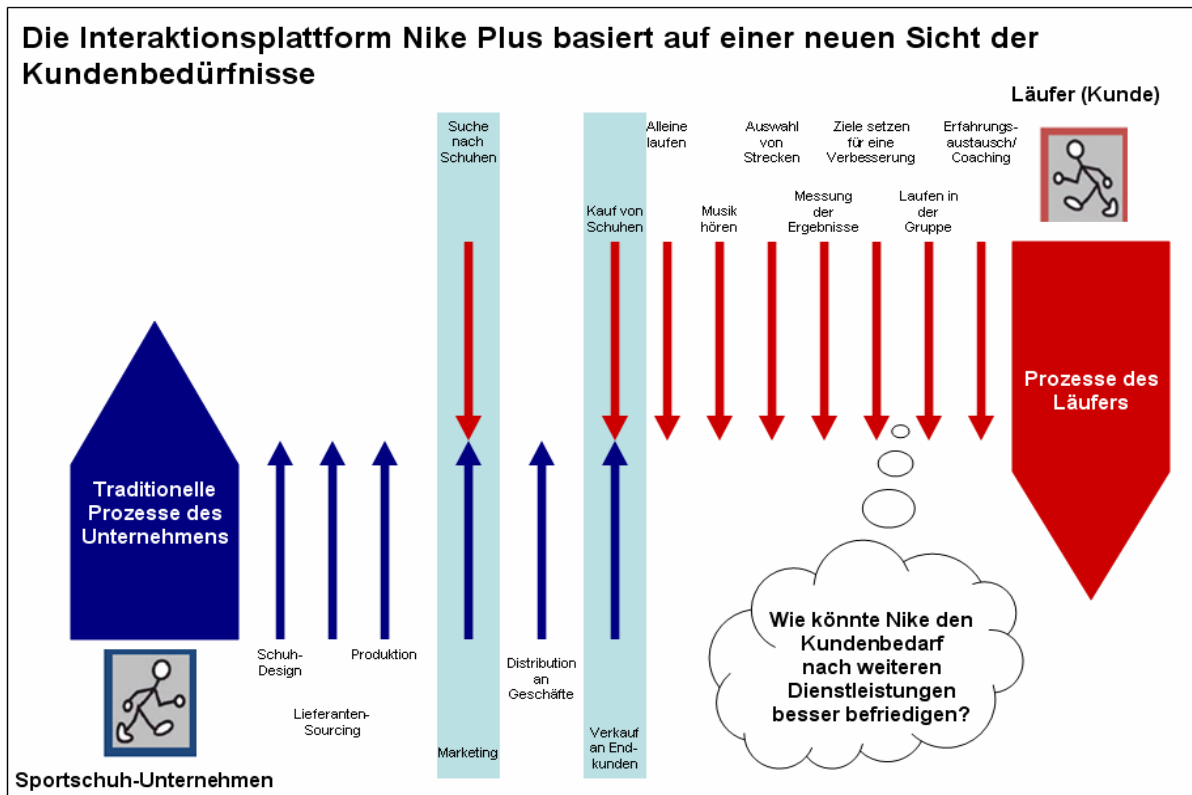 Die Interaktionsplattform Nike Plus basiert auf einer neuen Sicht der
Kundenbedürfnisse
Läufer (Kunde)
Suche
nach
Schuhen
Kauf von
Schuhen
Alleine
laufen
Musik
hören
Auswahl
von
Strecken
Messung
der
Ergebnisse
Ziele setzen
für eine
Verbesserung
Laufen in
der
Gruppe
Erfahrungs-
austausch/
Coaching
Prozesse des
Läufers
Traditionelle
Prozesse des
Unternehmens
Schuh-
Design
Lieferanten-
Sourcing
Produktion
Marketing
Distribution
an
Geschäfte
Verkauf
an End-
kunden
Wie könnte Nike den
Kundenbedarf
nach weiteren
Dienstleistungen
besser befriedigen?
Sportschuh-Unternehmen